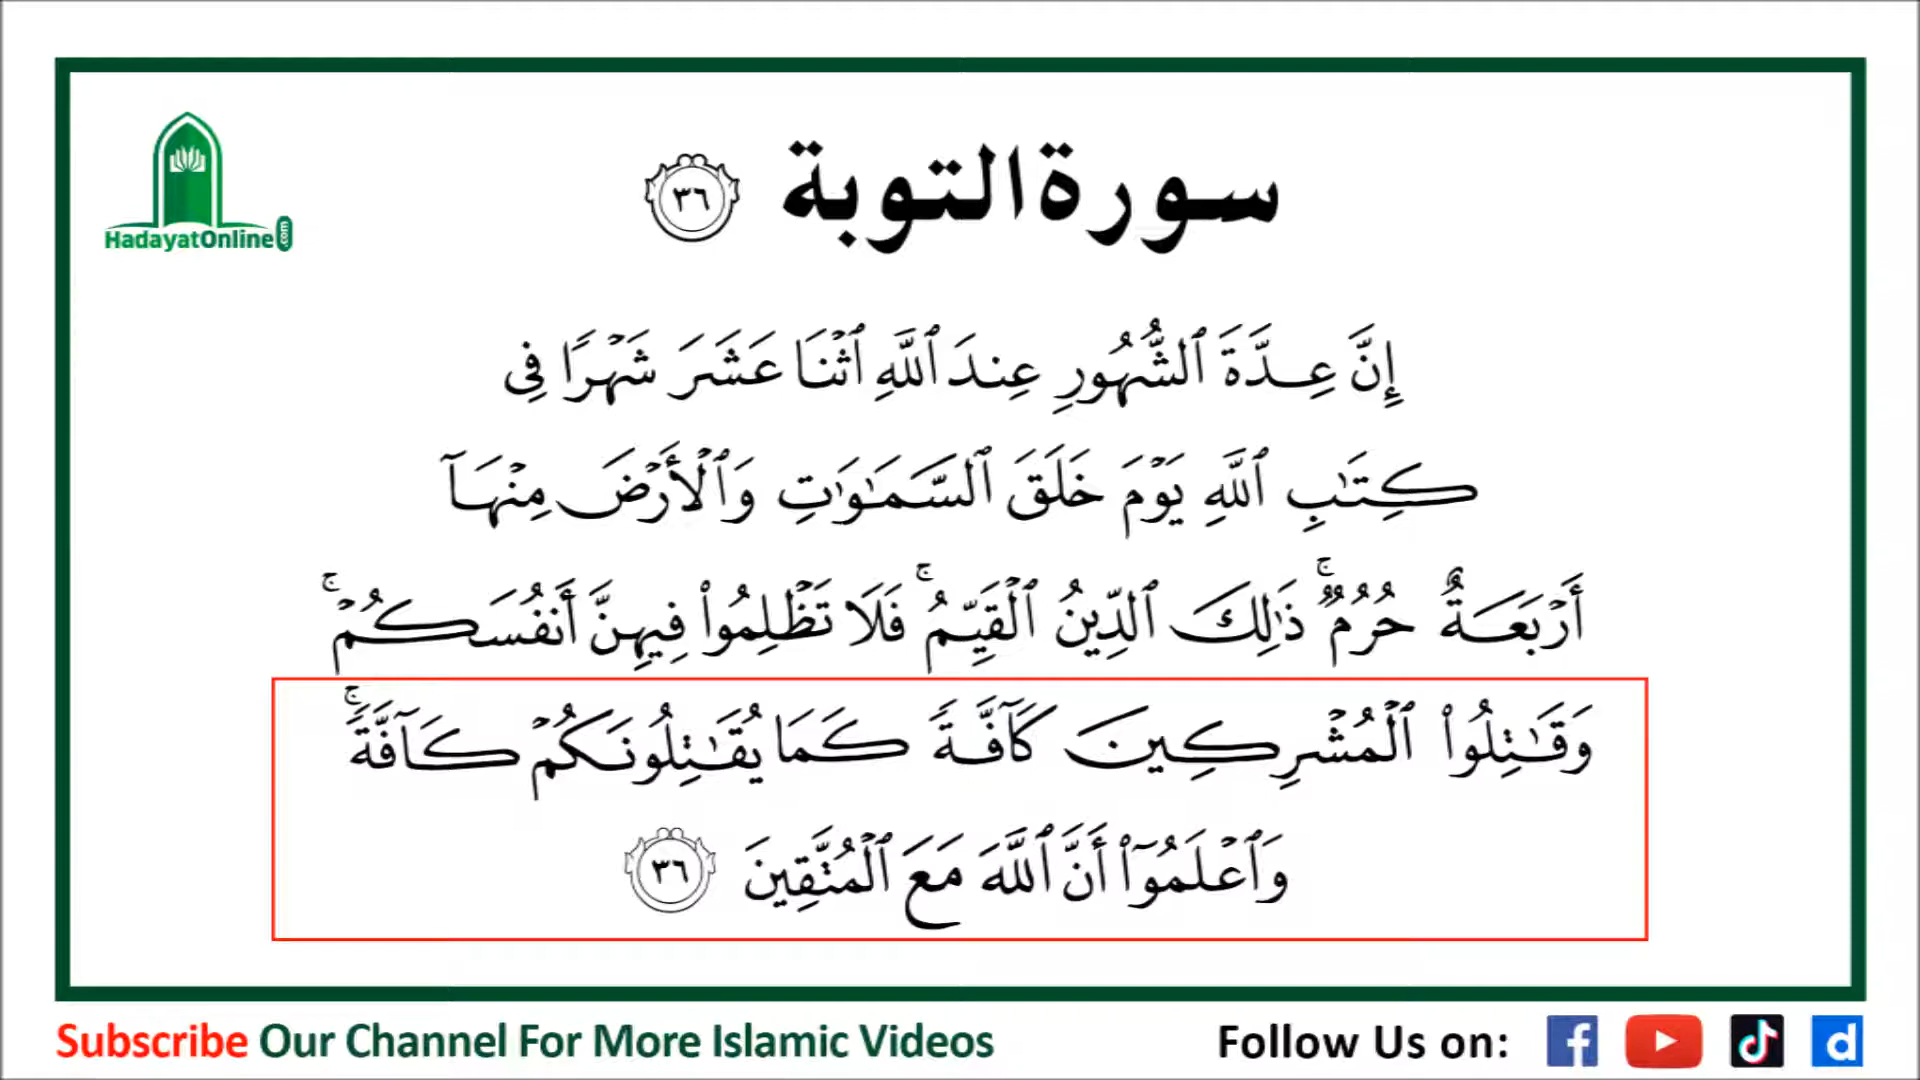 HadayatOnline.com
سورة التوبة ٣٦
إِنَّ عِدَّةَ ٱلشُّهُورِ عِندَ ٱللَّهِ ٱثْنَا عَشَرَ شَهْرًا فِى
كِتَٰبِ ٱللَّهِ يَوْمَ خَلَقَ ٱلسَّمَٰوَٰتِ وَٱلْأَرْضَ مِنْهَآ
أَرْبَعَةٌ حُرُمٌ ۚ ذَٰلِكَ ٱلدِّينُ ٱلْقَيِّمُ ۚ فَلَا تَظْلِمُوا۟ فِيهِنَّ أَنفُسَكُمْ ۚ
وَقَٰتِلُوا۟ ٱلْمُشْرِكِينَ كَآفَّةً كَمَا يُقَٰتِلُونَكُمْ كَآفَّةً ۚ
وَٱعْلَمُوٓا۟ أَنَّ ٱللَّهَ مَعَ ٱلْمُتَّقِينَ ٣٦
Subscribe Our Channel For More Islamic Videos
Follow Us on: